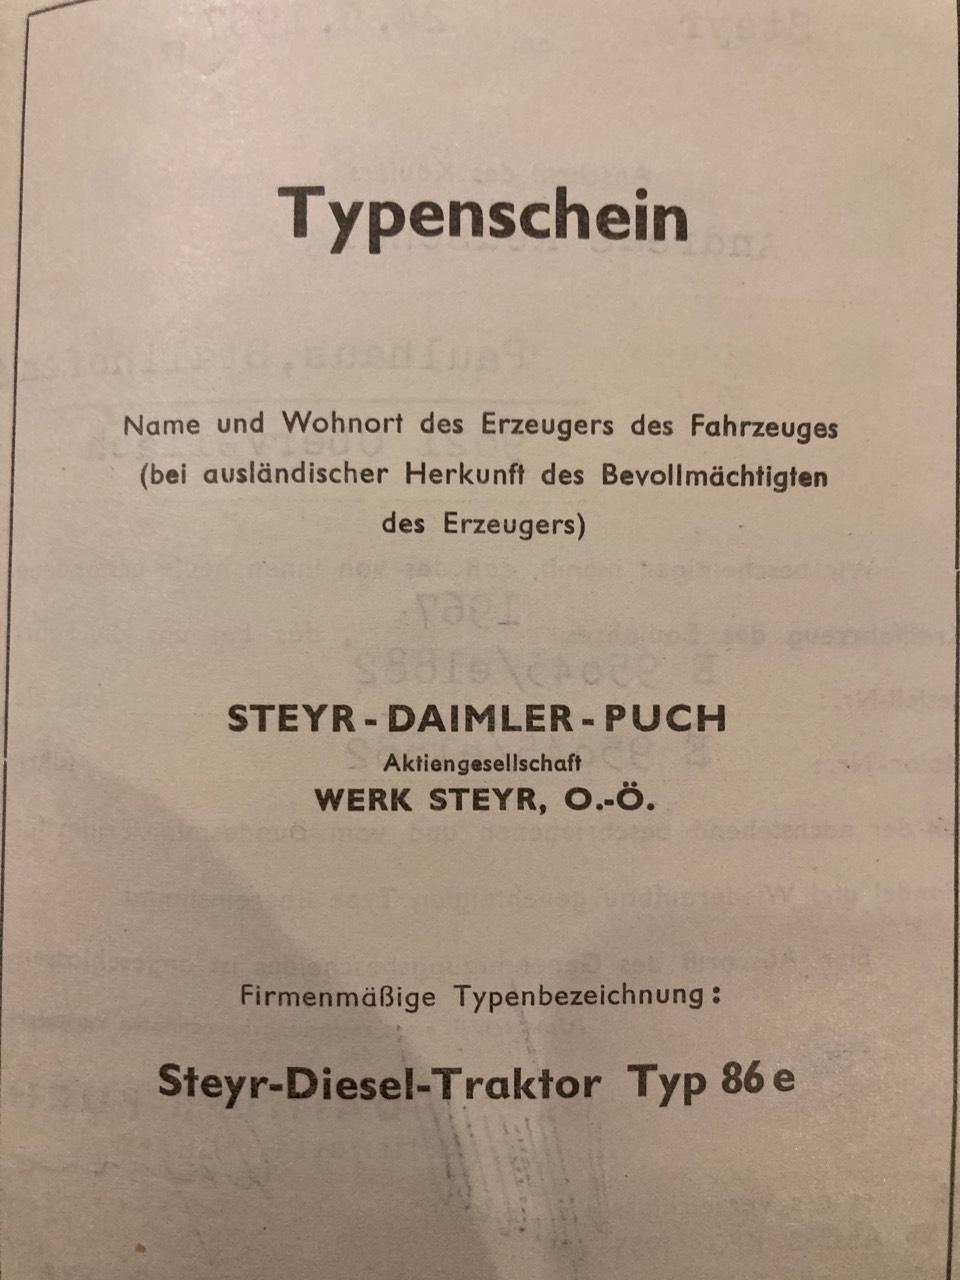 Typenschein
Name und Wohnort des Erzeugers des Fahrzeuges
(bei ausländischer Herkunft des Bevollmächtigten
des Erzeugers)
STEYR-DAIMLER-PUCH
Aktiengesellschaft
WERK STEYR, O.-Ö.
Firmenmäßige Typenbezeichnung:
Steyr-Diesel-Traktor Typ 86 e